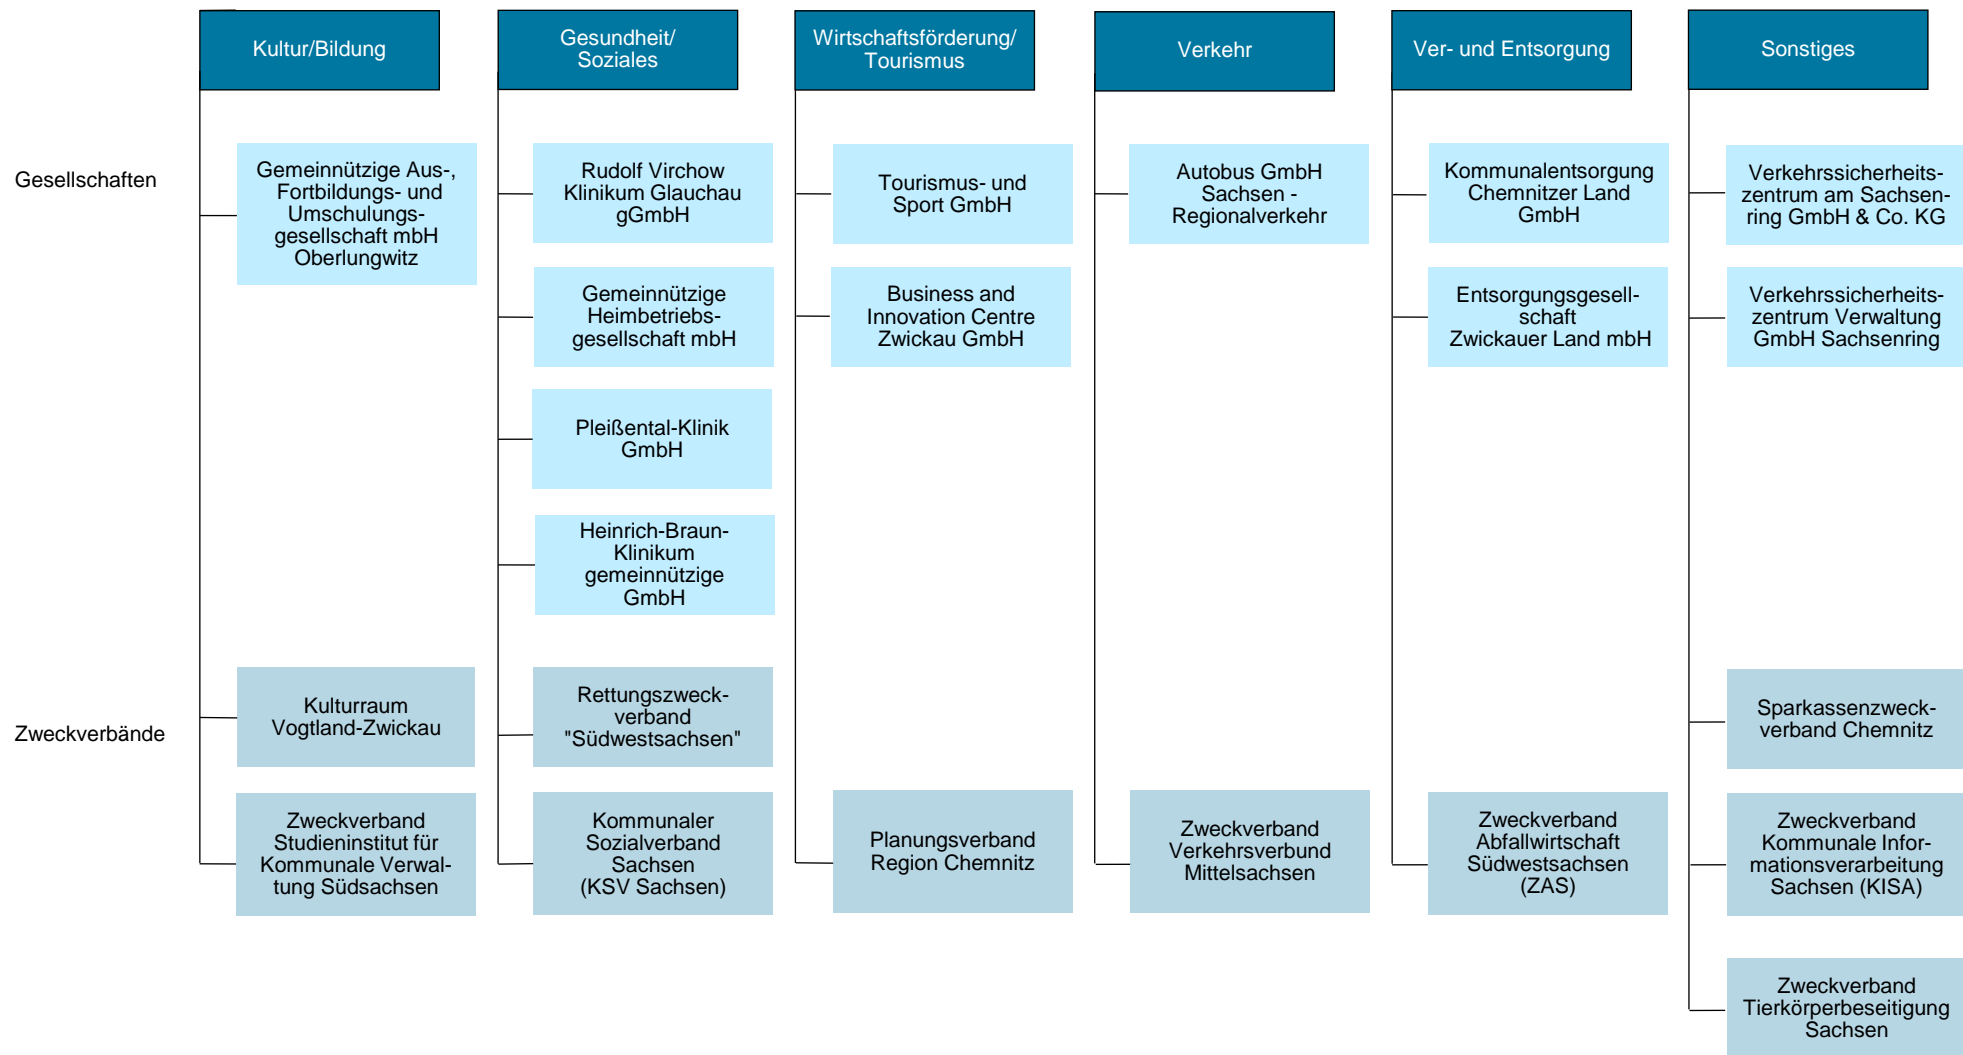 Kultur/Bildung
Gesundheit/
Soziales
Wirtschaftsförderung/
Tourismus
Verkehr
Ver- und Entsorgung
Sonstiges
Gesellschaften
Gemeinnützige Aus-,
Fortbildungs- und
Umschulungs-
gesellschaft mbH
Oberlungwitz
Rudolf Virchow
Klinikum Glauchau
gGmbH
Tourismus- und
Sport GmbH
Autobus GmbH
Sachsen -
Regionalverkehr
Kommunalentsorgung
Chemnitzer Land
GmbH
Verkehrssicherheits-
zentrum am Sachsen-
ring GmbH & Co. KG
Gemeinnützige
Heimbetriebs-
gesellschaft mbH
Business and
Innovation Centre
Zwickau GmbH
Entsorgungsgesell-
schaft
Zwickauer Land mbH
Verkehrssicherheits-
zentrum Verwaltung
GmbH Sachsenring
Pleißental-Klinik
GmbH
Heinrich-Braun-
Klinikum
gemeinnützige
GmbH
Zweckverbände
Kulturraum
Vogtland-Zwickau
Rettungszweck-
verband
"Südwestsachsen"
Sparkassenzweck-
verband Chemnitz
Zweckverband
Studieninstitut für
Kommunale Verwal-
tung Südsachsen
Kommunaler
Sozialverband
Sachsen
(KSV Sachsen)
Planungsverband
Region Chemnitz
Zweckverband
Verkehrsverbund
Mittelsachsen
Zweckverband
Abfallwirtschaft
Südwestsachsen
(ZAS)
Zweckverband
Kommunale Infor-
mationsverarbeitung
Sachsen (KISA)
Zweckverband
Tierkörperbeseitigung
Sachsen